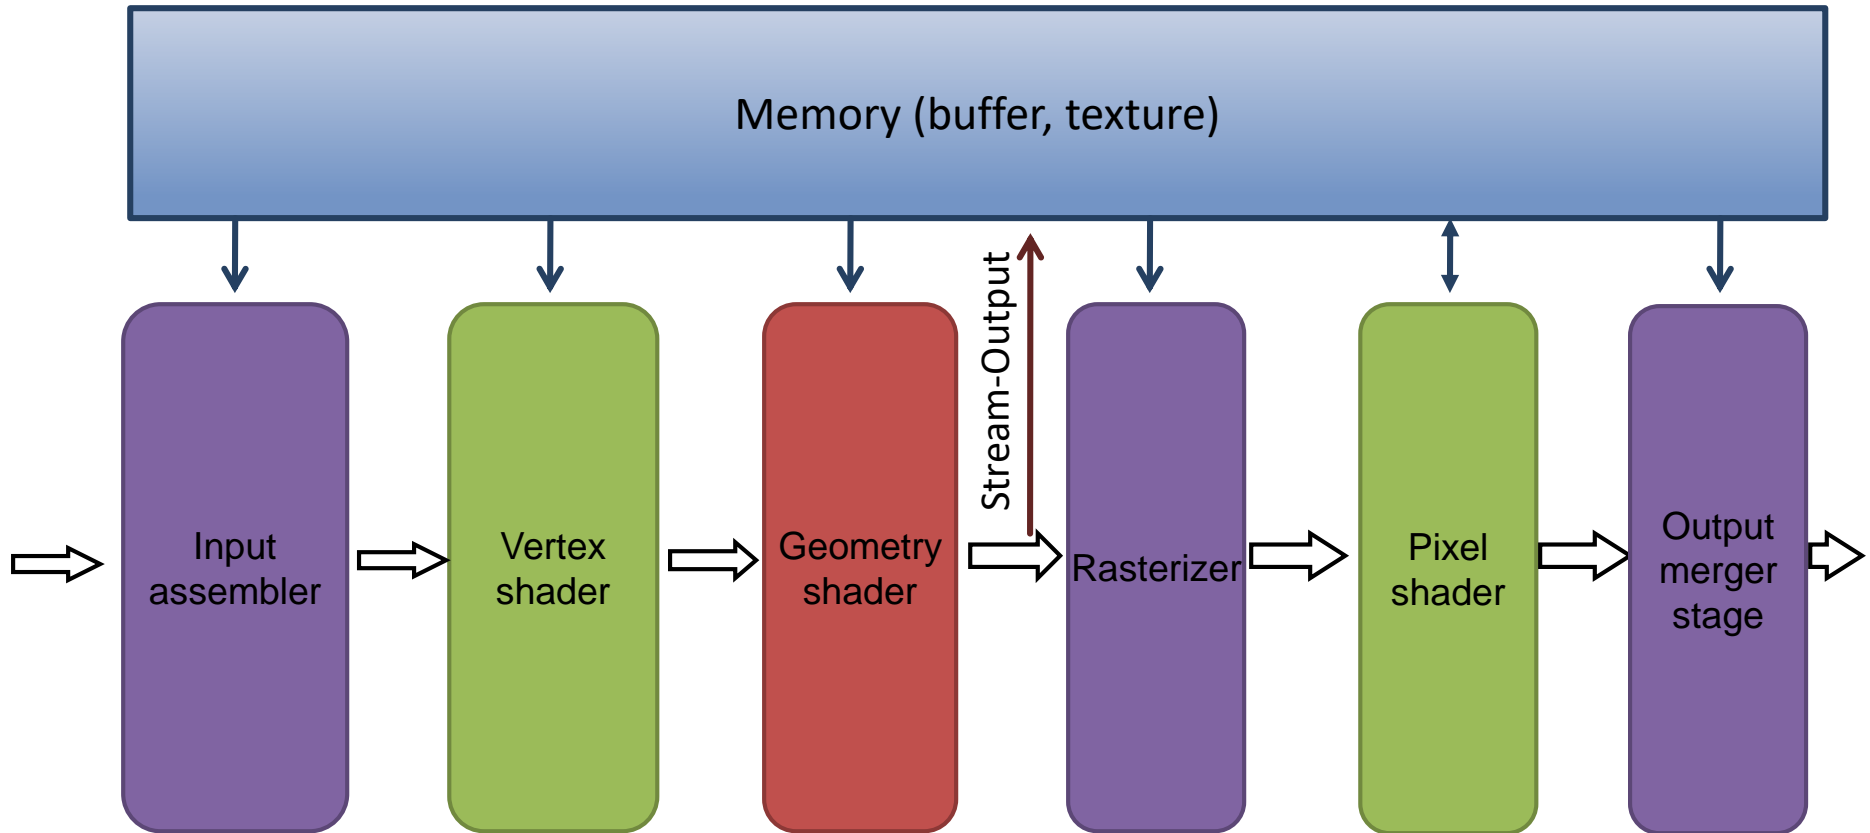 Memory (buffer, texture)
Input
assembler
Vertex
shader
Geometry
shader
Stream-Output
Rasterizer
Pixel
shader
Output
merger
stage